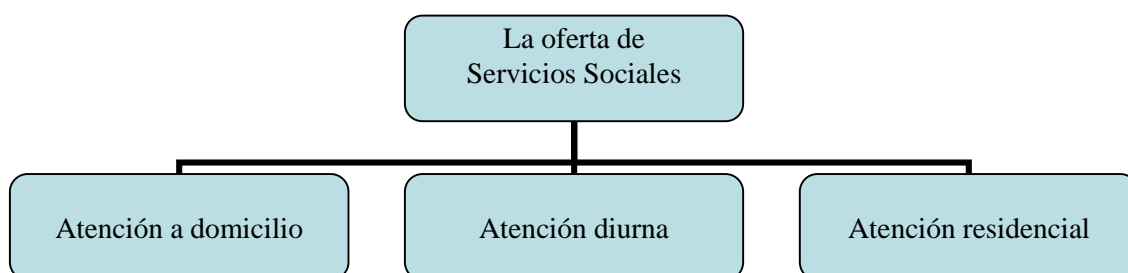 La oferta de
Servicios Sociales
Atención a domicilio
Atención diurna
Atención residencial